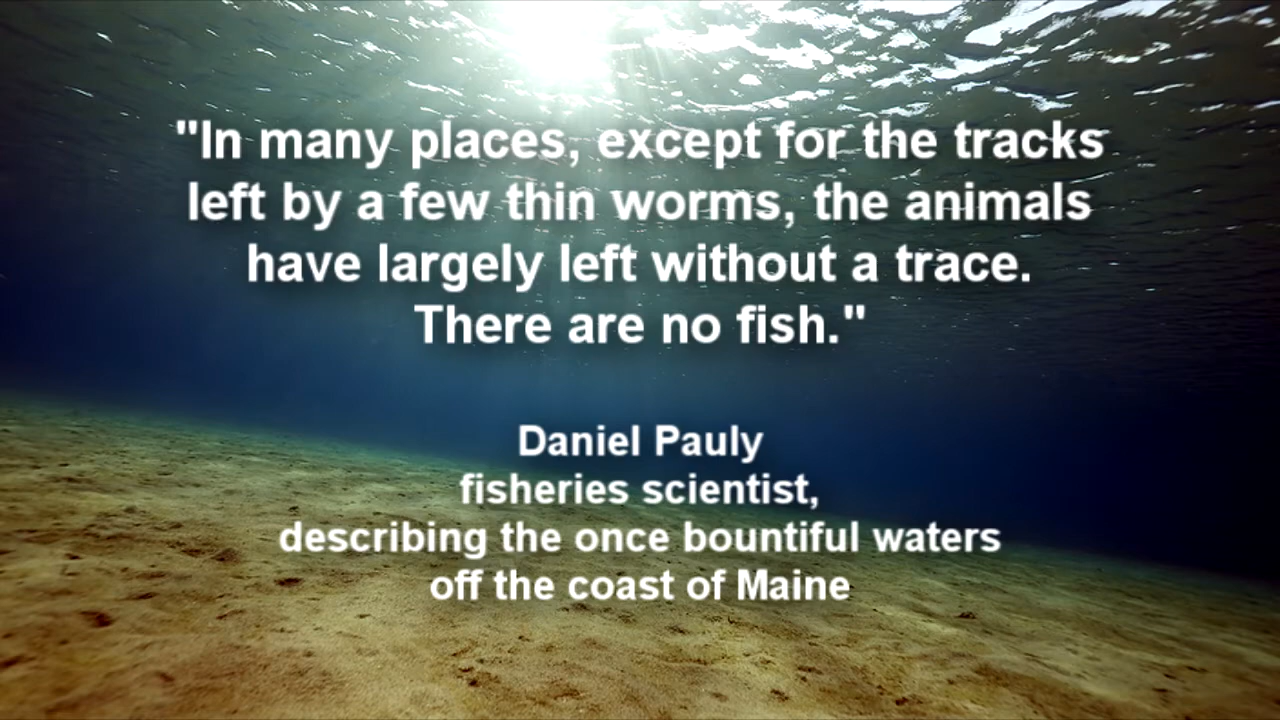 "In many places, except for the tracks
left by a few thin worms, the animals
have largely left without a trace.
There are no fish."
Daniel Pauly
fisheries scientist,
describing the once bountiful waters
off the coast of Maine